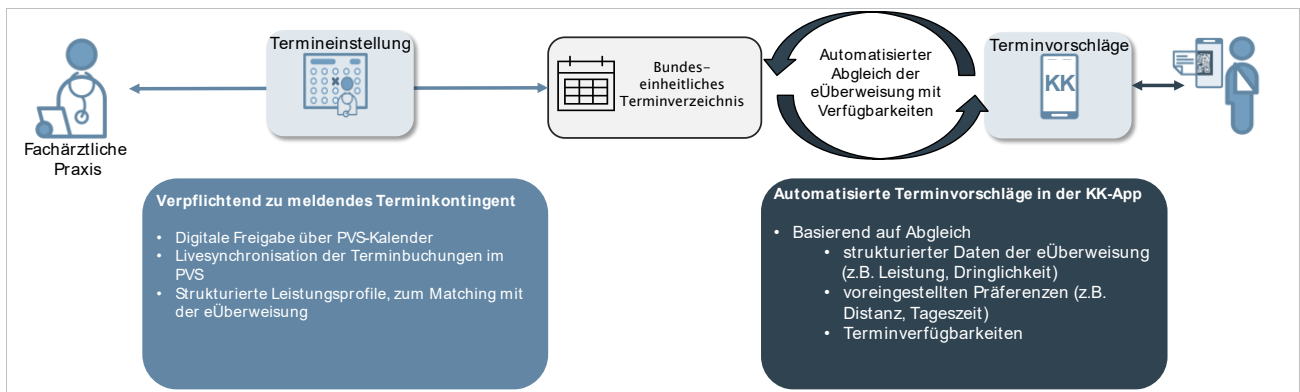 Fachärztliche
Praxis
Termineinstellung
Bundes-
einheitliches
Terminverzeichnis
Automatisierter
Abgleich der
eÜberweisung mit
Verfügbarkeiten
Terminvorschläge
KK
Verpflichtend zu meldendes Terminkontingent
• Digitale Freigabe über PVS-Kalender
• Livesynchronisation der Terminbuchungen im
PVS
• Strukturierte Leistungsprofile, zum Matching mit
der eÜberweisung
Automatisierte Terminvorschläge in der KK-App
• Basierend auf Abgleich
• strukturierter Daten der eÜberweisung
(z.B. Leistung, Dringlichkeit)
• voreingestellten Präferenzen (z.B.
Distanz, Tageszeit)
• Terminverfügbarkeiten